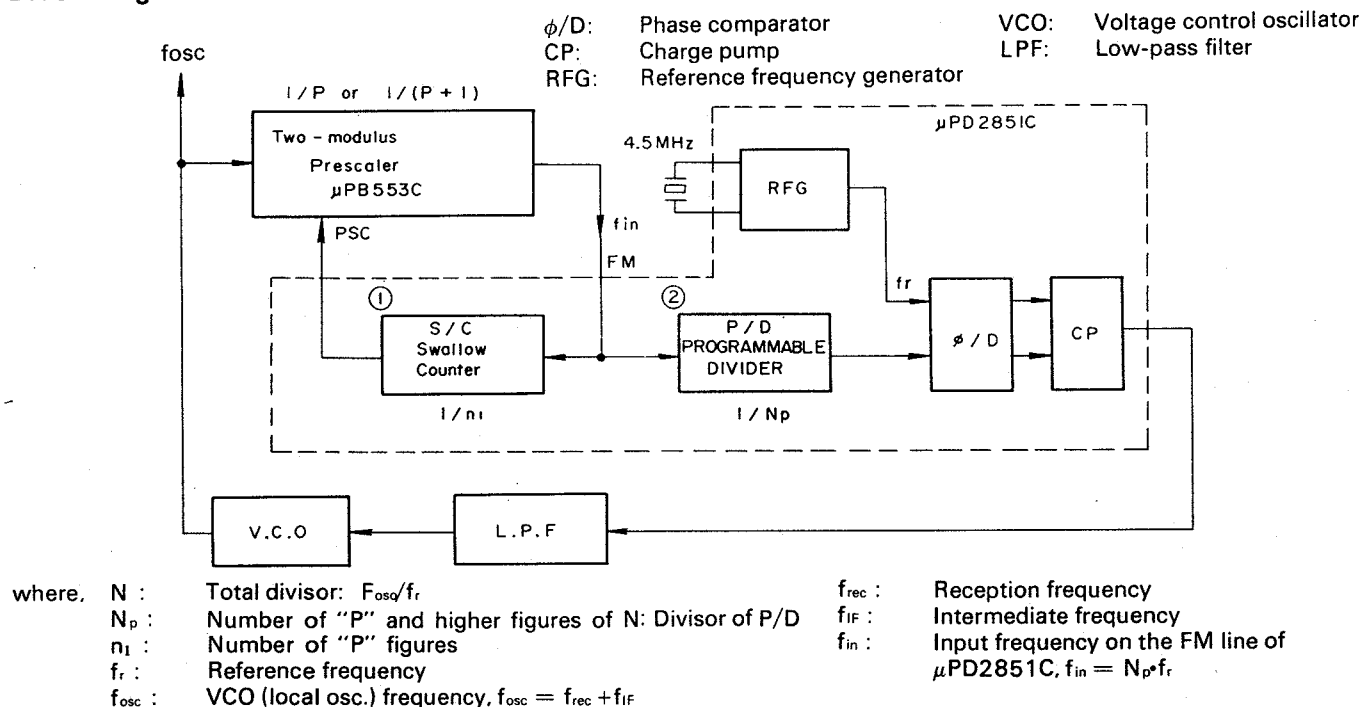 φ/D: Phase comparator VCO: Voltage control oscillator
CP: Charge pump LPF: Low-pass filter
RFG: Reference frequency generator
fosc
1/P or 1/(P + 1)
Two - modulus
Prescaler
μPB553C
PSC
fin
FM
4.5MHz
RFG
μPD2851C
fr
①
S/C
Swallow
Counter
1/n1
②
P/D
PROGRAMMABLE
DIVIDER
1/Np
φ/D
CP
V.C.O
L.P.F
where, N : Total divisor: Fosc/fr
Np : Number of "P" and higher figures of N: Divisor of P/D
n1 : Number of "P" figures
fr : Reference frequency
fosc : VCO (local osc.) frequency, fosc = frec + fIF
frec : Reception frequency
fIF : Intermediate frequency
fin : Input frequency on the FM line of
μPD2851C, fin = Np•fr